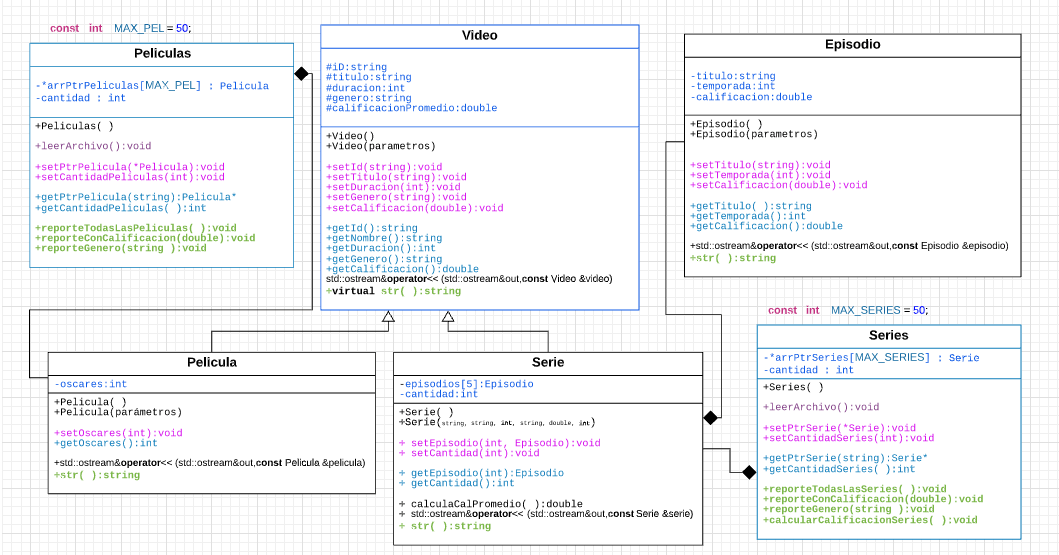 const int MAX_PEL = 50;
Peliculas
-*arrPtrPeliculas[MAX_PEL] : Pelicula
-cantidad : int
+Peliculas( )
+leerArchivo():void
+setPtrPelicula(*Pelicula):void
+setCantidadPeliculas(int):void
+getPtrPelicula(string):Pelicula*
+getCantidadPeliculas( ):int
+reporteTodasLasPeliculas( ):void
+reporteConCalificacion(double):void
+reporteGenero(string ):void
Video
#iD:string
#titulo:string
#duracion:int
#genero:string
#calificacionPromedio:double
+Video()
+Video(parametros)
+setId(string):void
+setTitulo(string):void
+setDuracion(int):void
+setGenero(string):void
+setCalificacion(double):void
+getId():string
+getNombre():string
+getDuracion():int
+getGenero():string
+getCalificacion():double
std::ostream&operator<< (std::ostream&out,const Video &video)
+virtual str( ):string
Episodio
-titulo:string
-temporada:int
-calificacion:double
+Episodio( )
+Episodio(parametros)
+setTitulo(string):void
+setTemporada(int):void
+setCalificacion(double):void
+getTitulo( ):string
+getTemporada():int
+getCalificacion():double
+std::ostream&operator<< (std::ostream&out,const Episodio &episodio)
+str( ):string
Pelicula
-oscares:int
+Pelicula( )
+Pelicula(parámetros)
+setOscares(int):void
+getOscares():int
+std::ostream&operator<< (std::ostream&out,const Pelicula &pelicula)
+str( ):string
Serie
-episodios[5]:Episodio
-cantidad:int
+Serie( )
+Serie(string, string, int, string, double, int)
+ setEpisodio(int, Episodio):void
+ setCantidad(int):void
+ getEpisodio(int):Episodio
+ getCantidad():int
+ calculaCalPromedio( ):double
+ std::ostream&operator<< (std::ostream&out,const Serie &serie)
+ str( ):string
const int MAX_SERIES = 50;
Series
-*arrPtrSeries[MAX_SERIES] : Serie
-cantidad : int
+Series( )
+leerArchivo():void
+setPtrSerie(*Serie):void
+setCantidadSeries(int):void
+getPtrSerie(string):Serie*
+getCantidadSeries( ):int
+reporteTodasLasSeries( ):void
+reporteConCalificacion(double):void
+reporteGenero(string ):void
+calcularCalificacionSeries( ):void